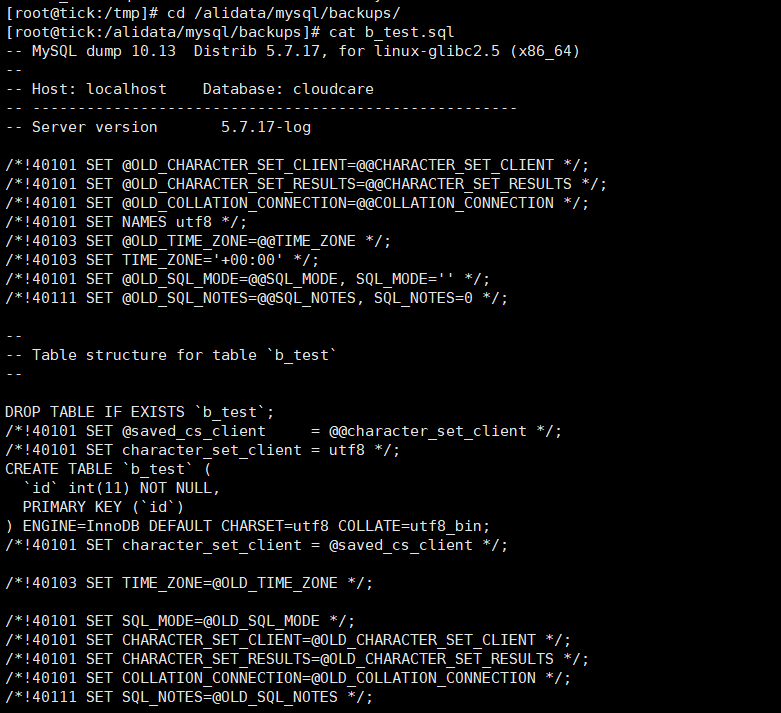 [root@tick:/tmp]# cd /alidata/mysql/backups/
[root@tick:/alidata/mysql/backups]# cat b_test.sql
-- MySQL dump 10.13  Distrib 5.7.17, for linux-glibc2.5 (x86_64)
--
-- Host: localhost    Database: cloudcare
-- ------------------------------------------------------
-- Server version       5.7.17-log

/*!40101 SET @OLD_CHARACTER_SET_CLIENT=@@CHARACTER_SET_CLIENT */;
/*!40101 SET @OLD_CHARACTER_SET_RESULTS=@@CHARACTER_SET_RESULTS */;
/*!40101 SET @OLD_COLLATION_CONNECTION=@@COLLATION_CONNECTION */;
/*!40101 SET NAMES utf8 */;
/*!40103 SET @OLD_TIME_ZONE=@@TIME_ZONE */;
/*!40103 SET TIME_ZONE='+00:00' */;
/*!40101 SET @OLD_SQL_MODE=@@SQL_MODE, SQL_MODE='' */;
/*!40111 SET @OLD_SQL_NOTES=@@SQL_NOTES, SQL_NOTES=0 */;

--
-- Table structure for table `b_test`
--

DROP TABLE IF EXISTS `b_test`;
/*!40101 SET @saved_cs_client     = @@character_set_client */;
/*!40101 SET character_set_client = utf8 */;
CREATE TABLE `b_test` (
  `id` int(11) NOT NULL,
  PRIMARY KEY (`id`)
) ENGINE=InnoDB DEFAULT CHARSET=utf8 COLLATE=utf8_bin;
/*!40101 SET character_set_client = @saved_cs_client */;

/*!40103 SET TIME_ZONE=@OLD_TIME_ZONE */;

/*!40101 SET SQL_MODE=@OLD_SQL_MODE */;
/*!40101 SET CHARACTER_SET_CLIENT=@OLD_CHARACTER_SET_CLIENT */;
/*!40101 SET CHARACTER_SET_RESULTS=@OLD_CHARACTER_SET_RESULTS */;
/*!40101 SET COLLATION_CONNECTION=@OLD_COLLATION_CONNECTION */;
/*!40111 SET SQL_NOTES=@OLD_SQL_NOTES */;